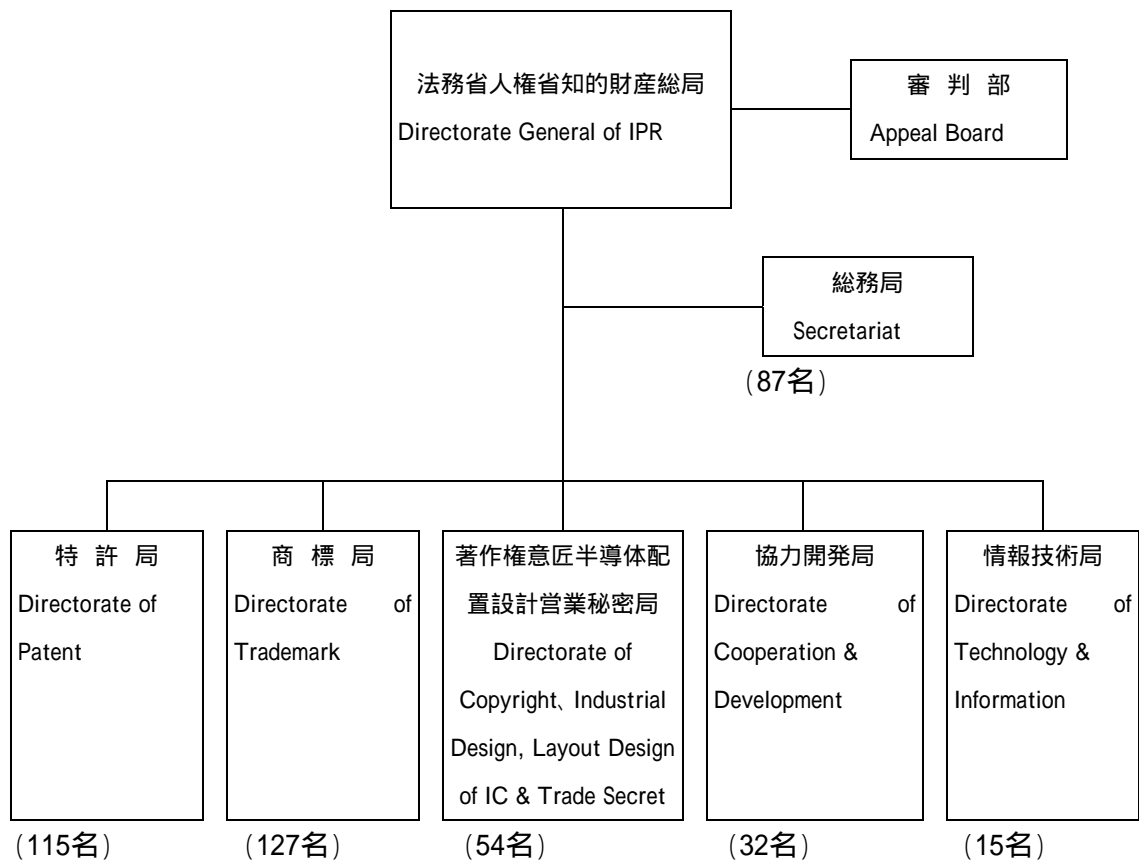 法務省人権省知的財産総局
Directorate General of IPR
審 判 部
Appeal Board
総務局
Secretariat
(87名)
特 許 局
Directorate of
Patent
(115名)
商 標 局
Directorate of
Trademark
(127名)
著作権意匠半導体配
置設計営業秘密局
Directorate of
Copyright、Industrial
Design, Layout Design
of IC & Trade Secret
(54名)
協力開発局
Directorate of
Cooperation &
Development
(32名)
情報技術局
Directorate of
Technology &
Information
(15名)